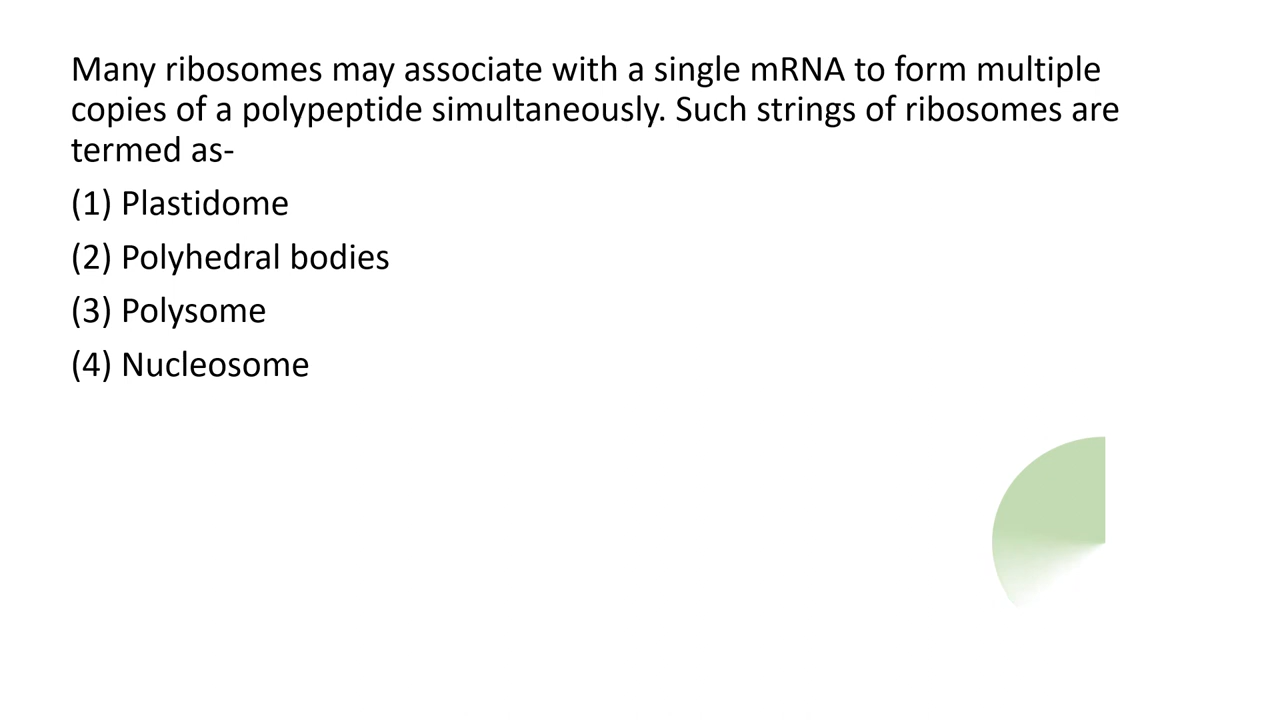 Many ribosomes may associate with a single mRNA to form multiple
copies of a polypeptide simultaneously. Such strings of ribosomes are
termed as-
(1) Plastidome
(2) Polyhedral bodies
(3) Polysome
(4) Nucleosome